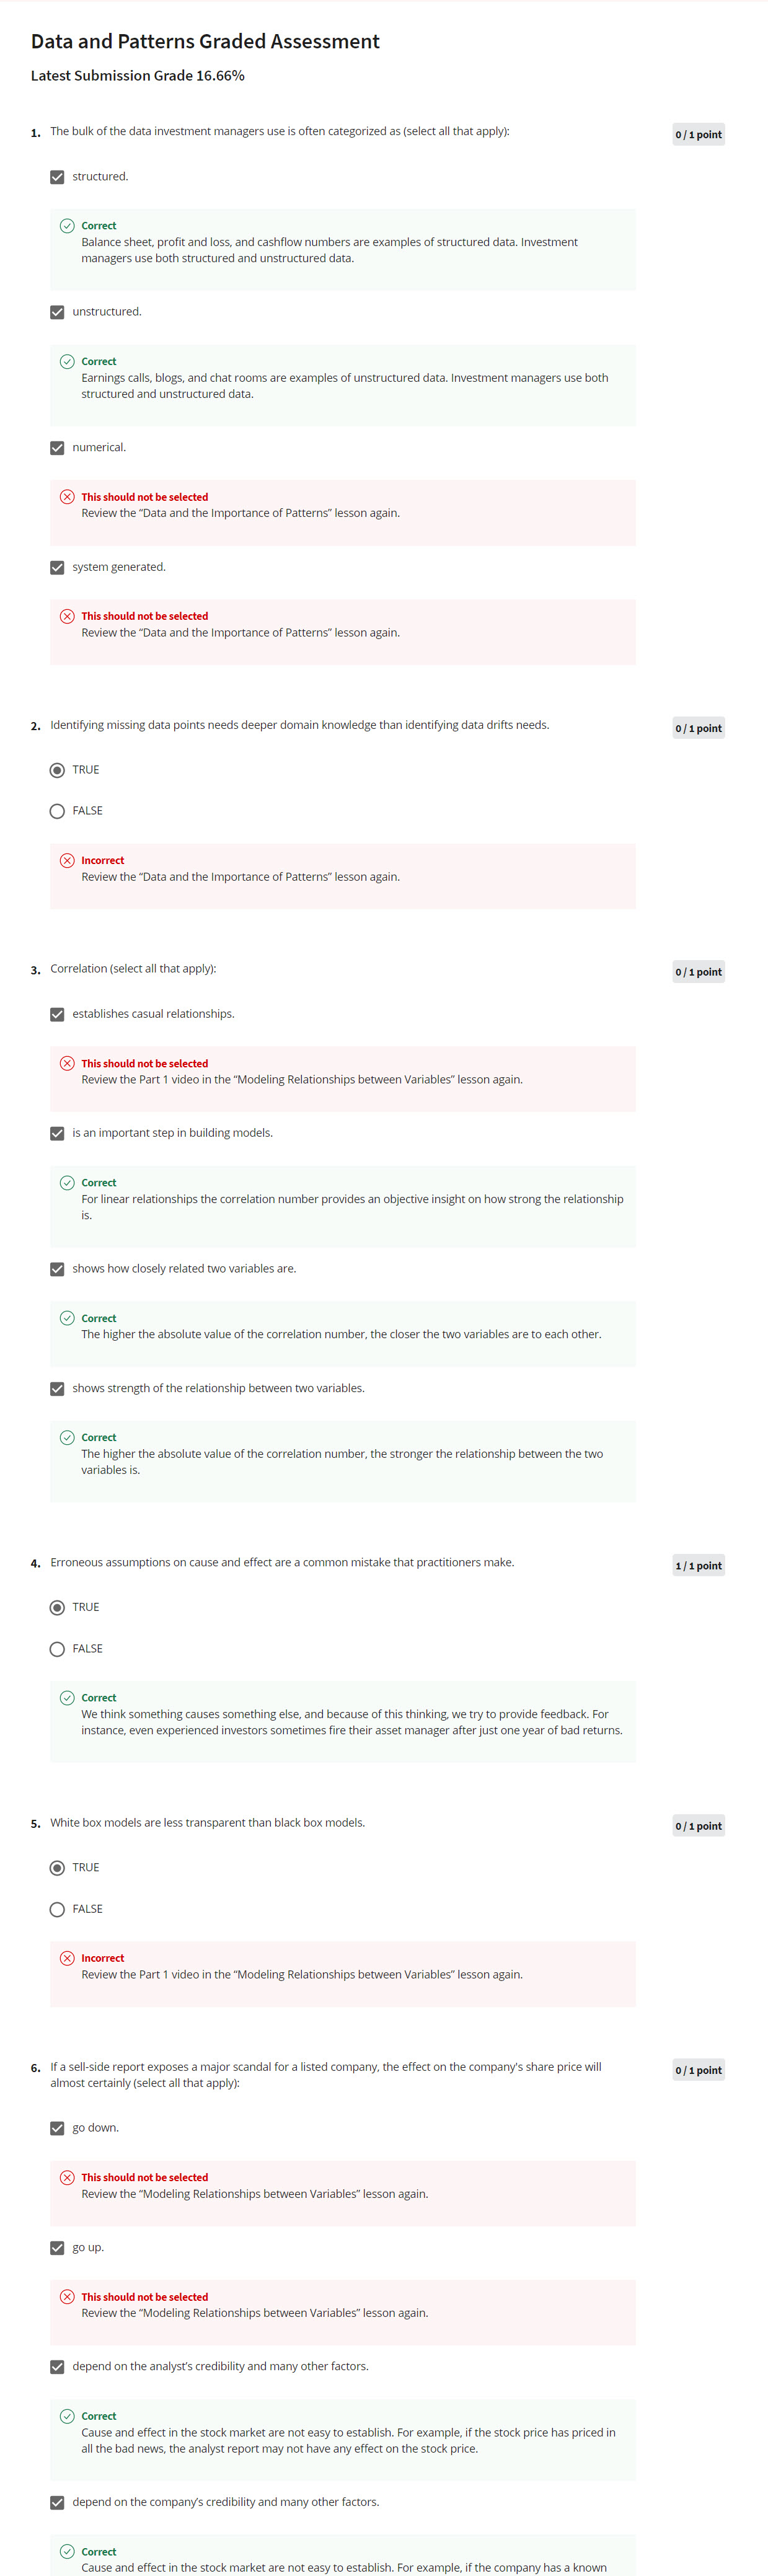 Data and Patterns Graded Assessment
Latest Submission Grade 16.66%
1. The bulk of the data investment managers use is often categorized as (select all that apply):
0 / 1 point
structured.
Correct
Balance sheet, profit and loss, and cashflow numbers are examples of structured data. Investment
managers use both structured and unstructured data.
unstructured.
Correct
Earnings calls, blogs, and chat rooms are examples of unstructured data. Investment managers use both
structured and unstructured data.
numerical.
This should not be selected
Review the “Data and the Importance of Patterns” lesson again.
system generated.
This should not be selected
Review the “Data and the Importance of Patterns” lesson again.
2. Identifying missing data points needs deeper domain knowledge than identifying data drifts needs.
0 / 1 point
TRUE
FALSE
Incorrect
Review the “Data and the Importance of Patterns” lesson again.
3. Correlation (select all that apply):
0 / 1 point
establishes casual relationships.
This should not be selected
Review the Part 1 video in the “Modeling Relationships between Variables” lesson again.
is an important step in building models.
Correct
For linear relationships the correlation number provides an objective insight on how strong the relationship
is.
shows how closely related two variables are.
Correct
The higher the absolute value of the correlation number, the closer the two variables are to each other.
shows strength of the relationship between two variables.
Correct
The higher the absolute value of the correlation number, the stronger the relationship between the two
variables is.
4. Erroneous assumptions on cause and effect are a common mistake that practitioners make.
1 / 1 point
TRUE
FALSE
Correct
We think something causes something else, and because of this thinking, we try to provide feedback. For
instance, even experienced investors sometimes fire their asset manager after just one year of bad returns.
5. White box models are less transparent than black box models.
0 / 1 point
TRUE
FALSE
Incorrect
Review the Part 1 video in the “Modeling Relationships between Variables” lesson again.
6. If a sell-side report exposes a major scandal for a listed company, the effect on the company's share price will
almost certainly (select all that apply):
0 / 1 point
go down.
This should not be selected
Review the “Modeling Relationships between Variables” lesson again.
go up.
This should not be selected
Review the “Modeling Relationships between Variables” lesson again.
depend on the analyst’s credibility and many other factors.
Correct
Cause and effect in the stock market are not easy to establish. For example, if the stock price has priced in
all the bad news, the analyst report may not have any effect on the stock price.
depend on the company’s credibility and many other factors.
Correct
Cause and effect in the stock market are not easy to establish. For example, if the company has a known